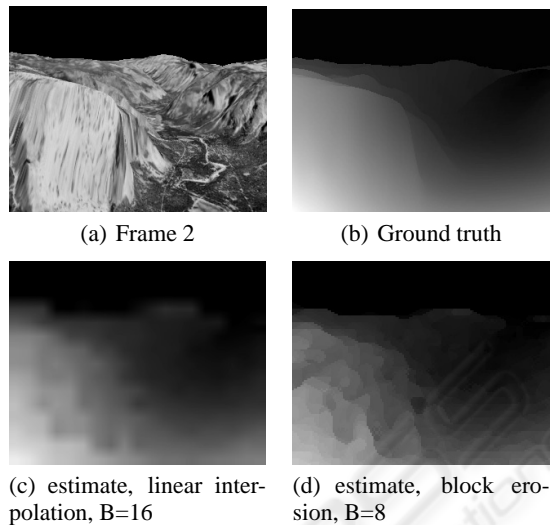 (a) Frame 2
(b) Ground truth
(c) estimate, linear inter-
polation, B=16
(d) estimate, block ero-
sion, B=8